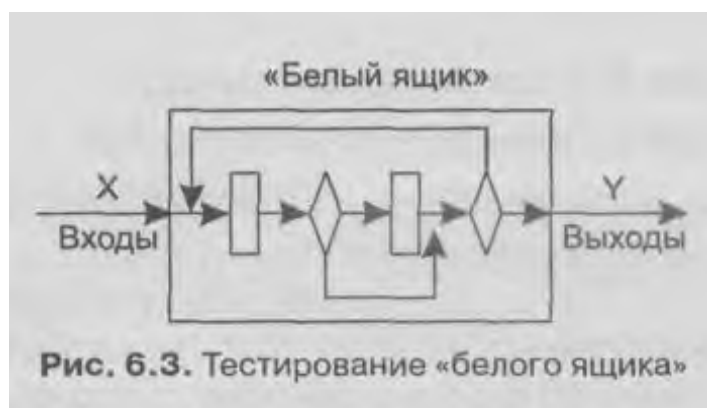 «Белый ящик»
X
Y
Входы
Выходы
Рис. 6.3. Тестирование «белого ящика»